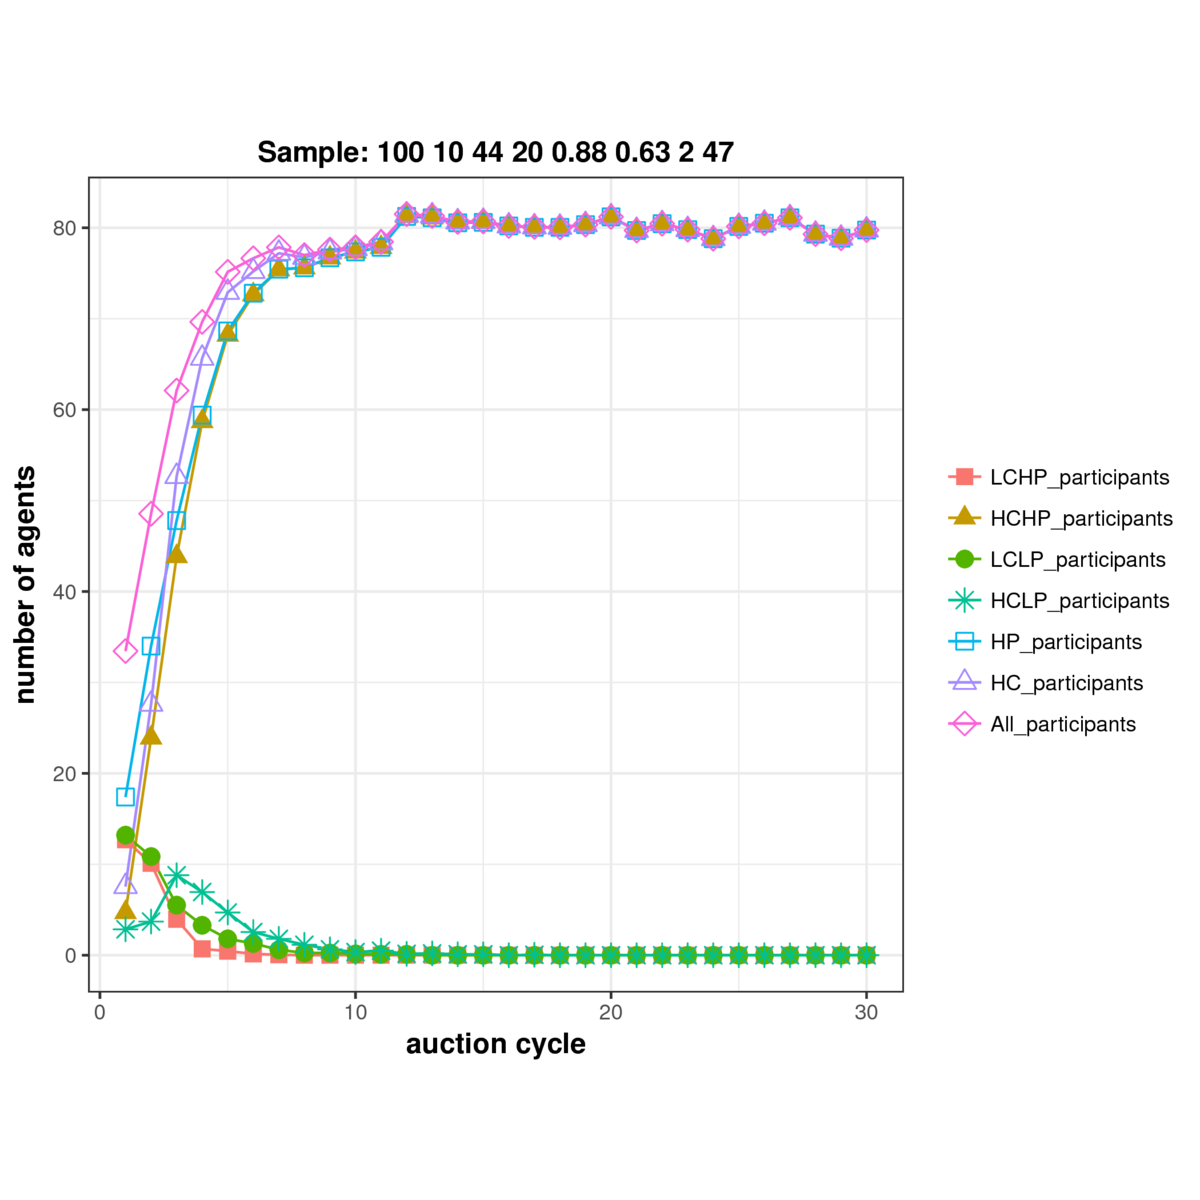 Sample: 100 10 44 20 0.88 0.63 2 47
number of agents
80
60
40
20
0
0 10 20 30
auction cycle
LCHP_participants
HCHP_participants
LCLP_participants
HCLP_participants
HP_participants
HC_participants
All_participants